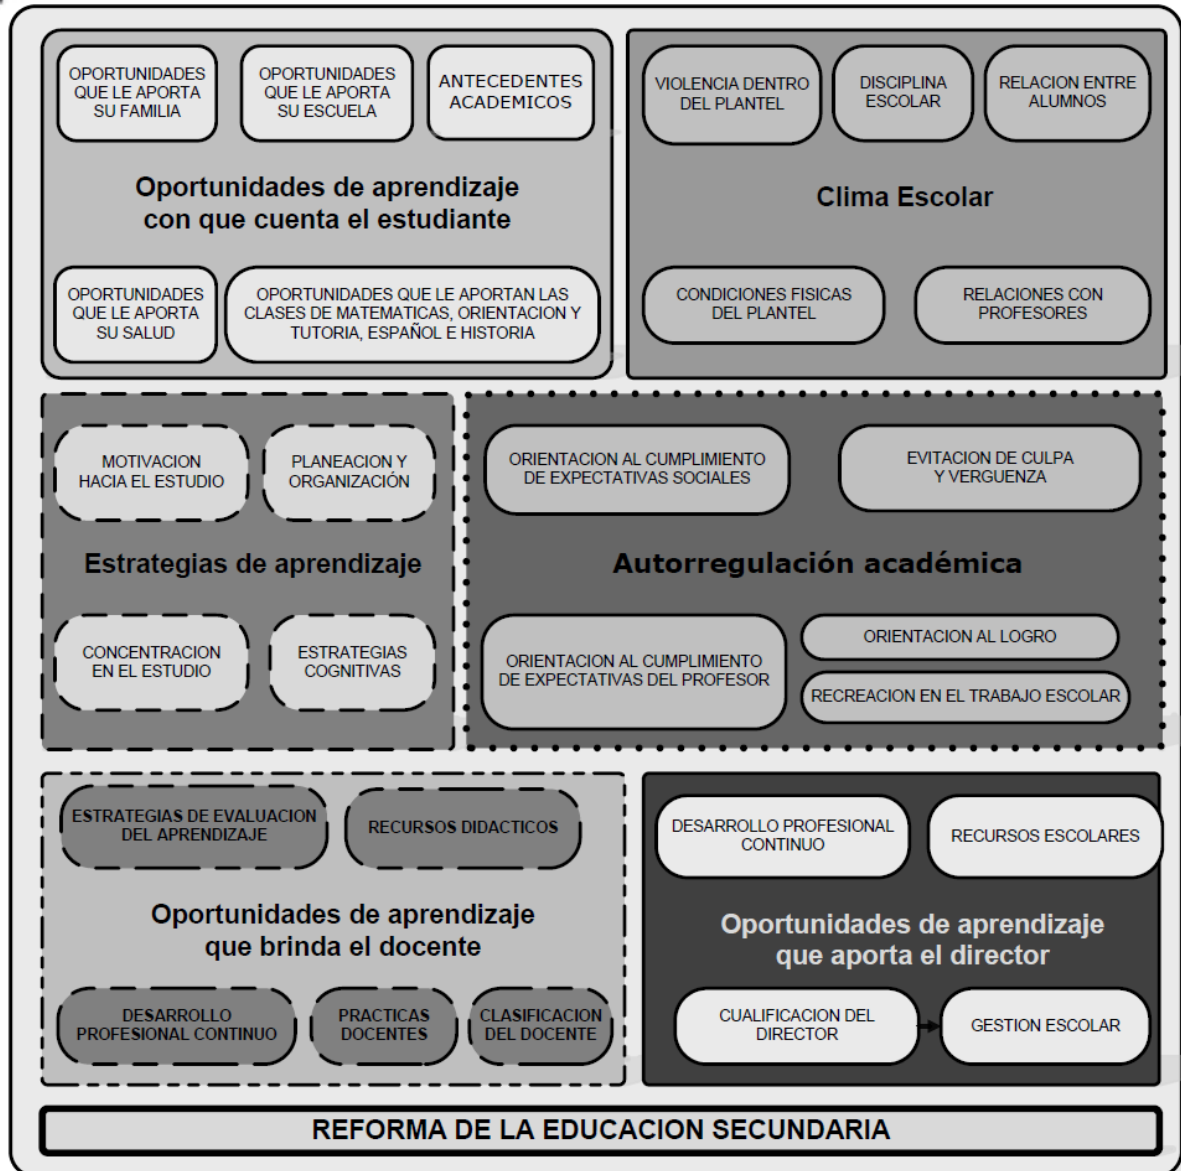 OPORTUNIDADES
QUE LE APORTA
SU FAMILIA
OPORTUNIDADES
QUE LE APORTA
SU ESCUELA
ANTECEDENTES
ACADEMICOS
Oportunidades de aprendizaje
con que cuenta el estudiante
OPORTUNIDADES
QUE LE APORTA
SU SALUD
OPORTUNIDADES QUE LE APORTAN LAS
CLASES DE MATEMATICAS, ORIENTACION Y
TUTORIA, ESPAÑOL E HISTORIA
VIOLENCIA DENTRO
DEL PLANTEL
DISCIPLINA
ESCOLAR
RELACION ENTRE
ALUMNOS
Clima Escolar
CONDICIONES FISICAS
DEL PLANTEL
RELACIONES CON
PROFESORES
MOTIVACION
HACIA EL ESTUDIO
PLANEACION Y
ORGANIZACIÓN
Estrategias de aprendizaje
CONCENTRACION
EN EL ESTUDIO
ESTRATEGIAS
COGNITIVAS
ORIENTACION AL CUMPLIMIENTO
DE EXPECTATIVAS SOCIALES
EVITACION DE CULPA
Y VERGUENZA
Autorregulación académica
ORIENTACION AL CUMPLIMIENTO
DE EXPECTATIVAS DEL PROFESOR
ORIENTACION AL LOGRO
RECREACION EN EL TRABAJO ESCOLAR
ESTRATEGIAS DE EVALUACION
DEL APRENDIZAJE
RECURSOS DIDACTICOS
Oportunidades de aprendizaje
que brinda el docente
DESARROLLO
PROFESIONAL CONTINUO
PRACTICAS
DOCENTES
CLASIFICACION
DEL DOCENTE
DESARROLLO PROFESIONAL
CONTINUO
RECURSOS ESCOLARES
Oportunidades de aprendizaje
que aporta el director
CUALIFICACION DEL
DIRECTOR
GESTION ESCOLAR
REFORMA DE LA EDUCACION SECUNDARIA